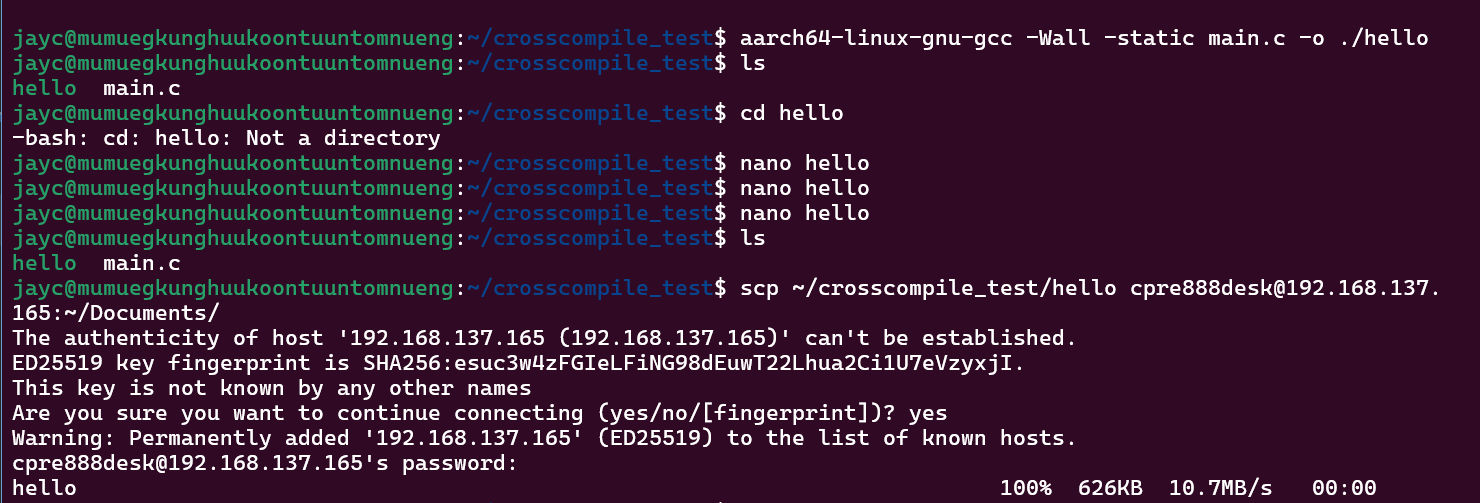 jayc@mumuegkunghuukoontuuntomnueng:~/crosscompile_test$ aarch64-linux-gnu-gcc -Wall -static main.c -o ./hello
jayc@mumuegkunghuukoontuuntomnueng:~/crosscompile_test$ ls
hello  main.c
jayc@mumuegkunghuukoontuuntomnueng:~/crosscompile_test$ cd hello
-bash: cd: hello: Not a directory
jayc@mumuegkunghuukoontuuntomnueng:~/crosscompile_test$ nano hello
jayc@mumuegkunghuukoontuuntomnueng:~/crosscompile_test$ nano hello
jayc@mumuegkunghuukoontuuntomnueng:~/crosscompile_test$ nano hello
jayc@mumuegkunghuukoontuuntomnueng:~/crosscompile_test$ ls
hello  main.c
jayc@mumuegkunghuukoontuuntomnueng:~/crosscompile_test$ scp ~/crosscompile_test/hello cpre888desk@192.168.137.
165:~/Documents/
The authenticity of host '192.168.137.165 (192.168.137.165)' can't be established.
ED25519 key fingerprint is SHA256:esuc3w4zFGIeLFiNG98dEuwT22Lhua2Ci1U7eVzyxjI.
This key is not known by any other names
Are you sure you want to continue connecting (yes/no/[fingerprint])? yes
Warning: Permanently added '192.168.137.165' (ED25519) to the list of known hosts.
cpre888desk@192.168.137.165's password:
hello                                                                       100%  626KB  10.7MB/s   00:00